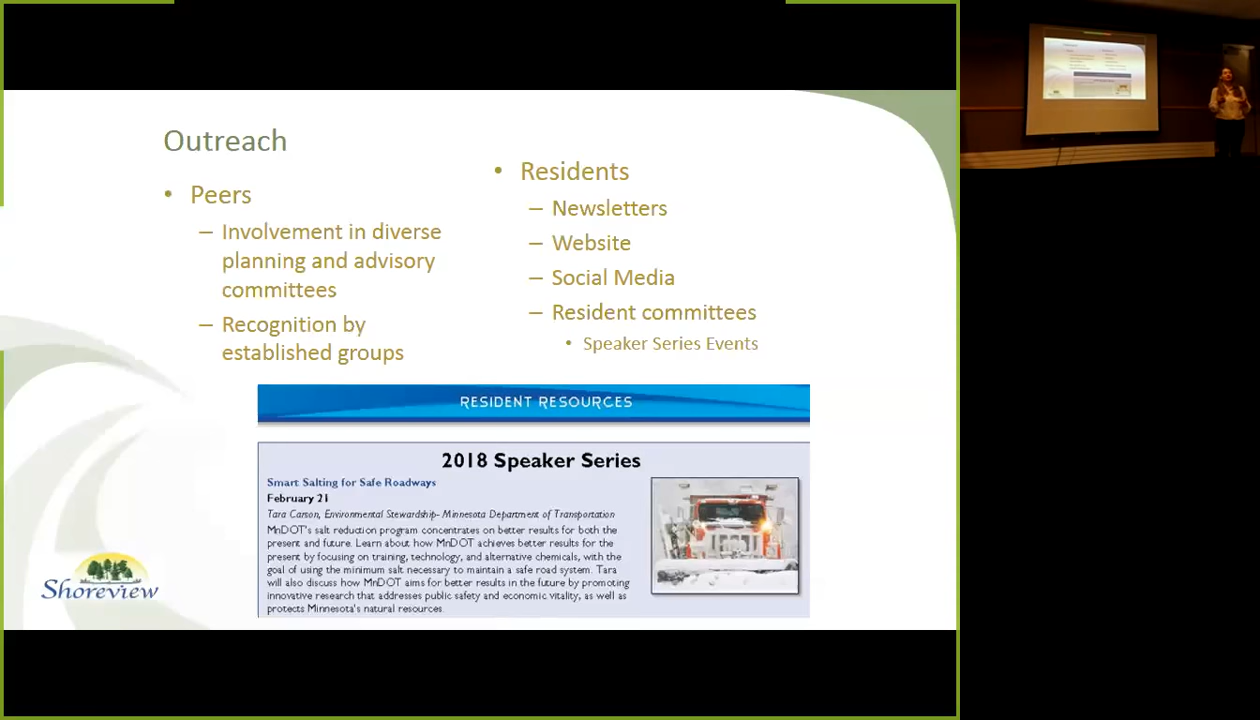 Outreach
• Peers
– Involvement in diverse
planning and advisory
committees
– Recognition by
established groups
• Residents
– Newsletters
– Website
– Social Media
– Resident committees
• Speaker Series Events
RESIDENT RESOURCES
2018 Speaker Series
Smart Salting for Safe Roadways
February 21
Tara Carson, Environmental Stewardship- Minnesota Department of Transportation
MnDOT's salt reduction program concentrates on better results for both the
present and future. Learn about how MnDOT achieves better results for the
present by focusing on training, technology, and alternative chemicals, with the
goal of using the minimum salt necessary to maintain a safe road system. Tara
will also discuss how MnDOT aims for better results in the future by promoting
innovative research that addresses public safety and economic vitality, as well as
protects Minnesota's natural resources.
Shoreview